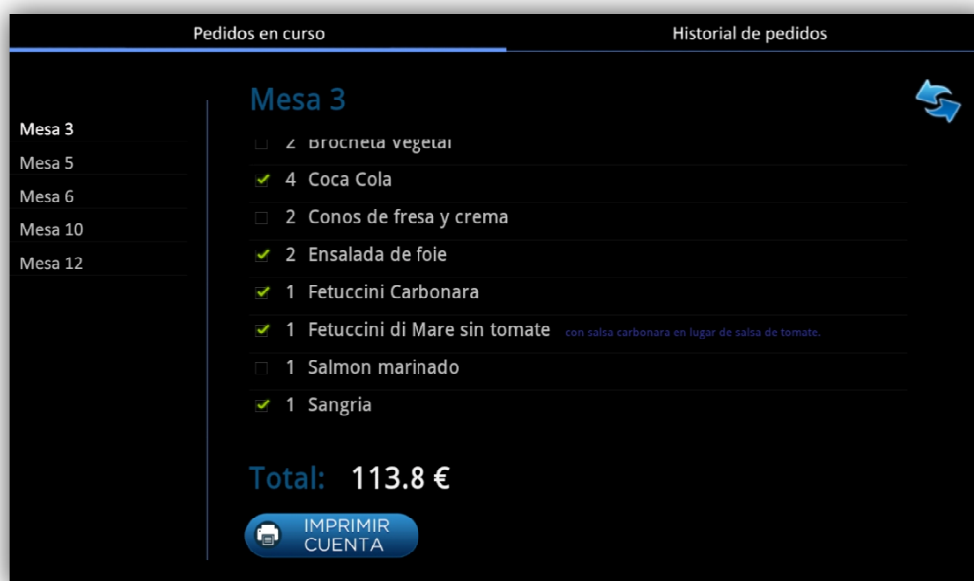 Pedidos en curso
Historial de pedidos
Mesa 3
Mesa 5
Mesa 6
Mesa 10
Mesa 12
Mesa 3
2 Brocheta Vegetal
4 Coca Cola
2 Conos de fresa y crema
2 Ensalada de foie
1 Fetuccini Carbonara
1 Fetuccini di Mare sin tomate con salsa carbonara en lugar de salsa de tomate.
1 Salmon marinado
1 Sangria
Total: 113.8 €
IMPRIMIR
CUENTA